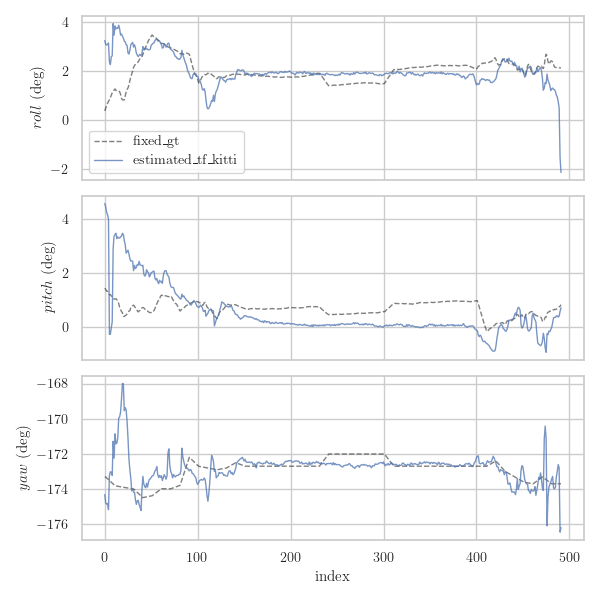 4
2
0
−2
roll (deg)
fixed_gt
estimated_tf_kitti
4
2
0
pitch (deg)
−168
−170
−172
−174
−176
yaw (deg)
0 100 200 300 400 500
index